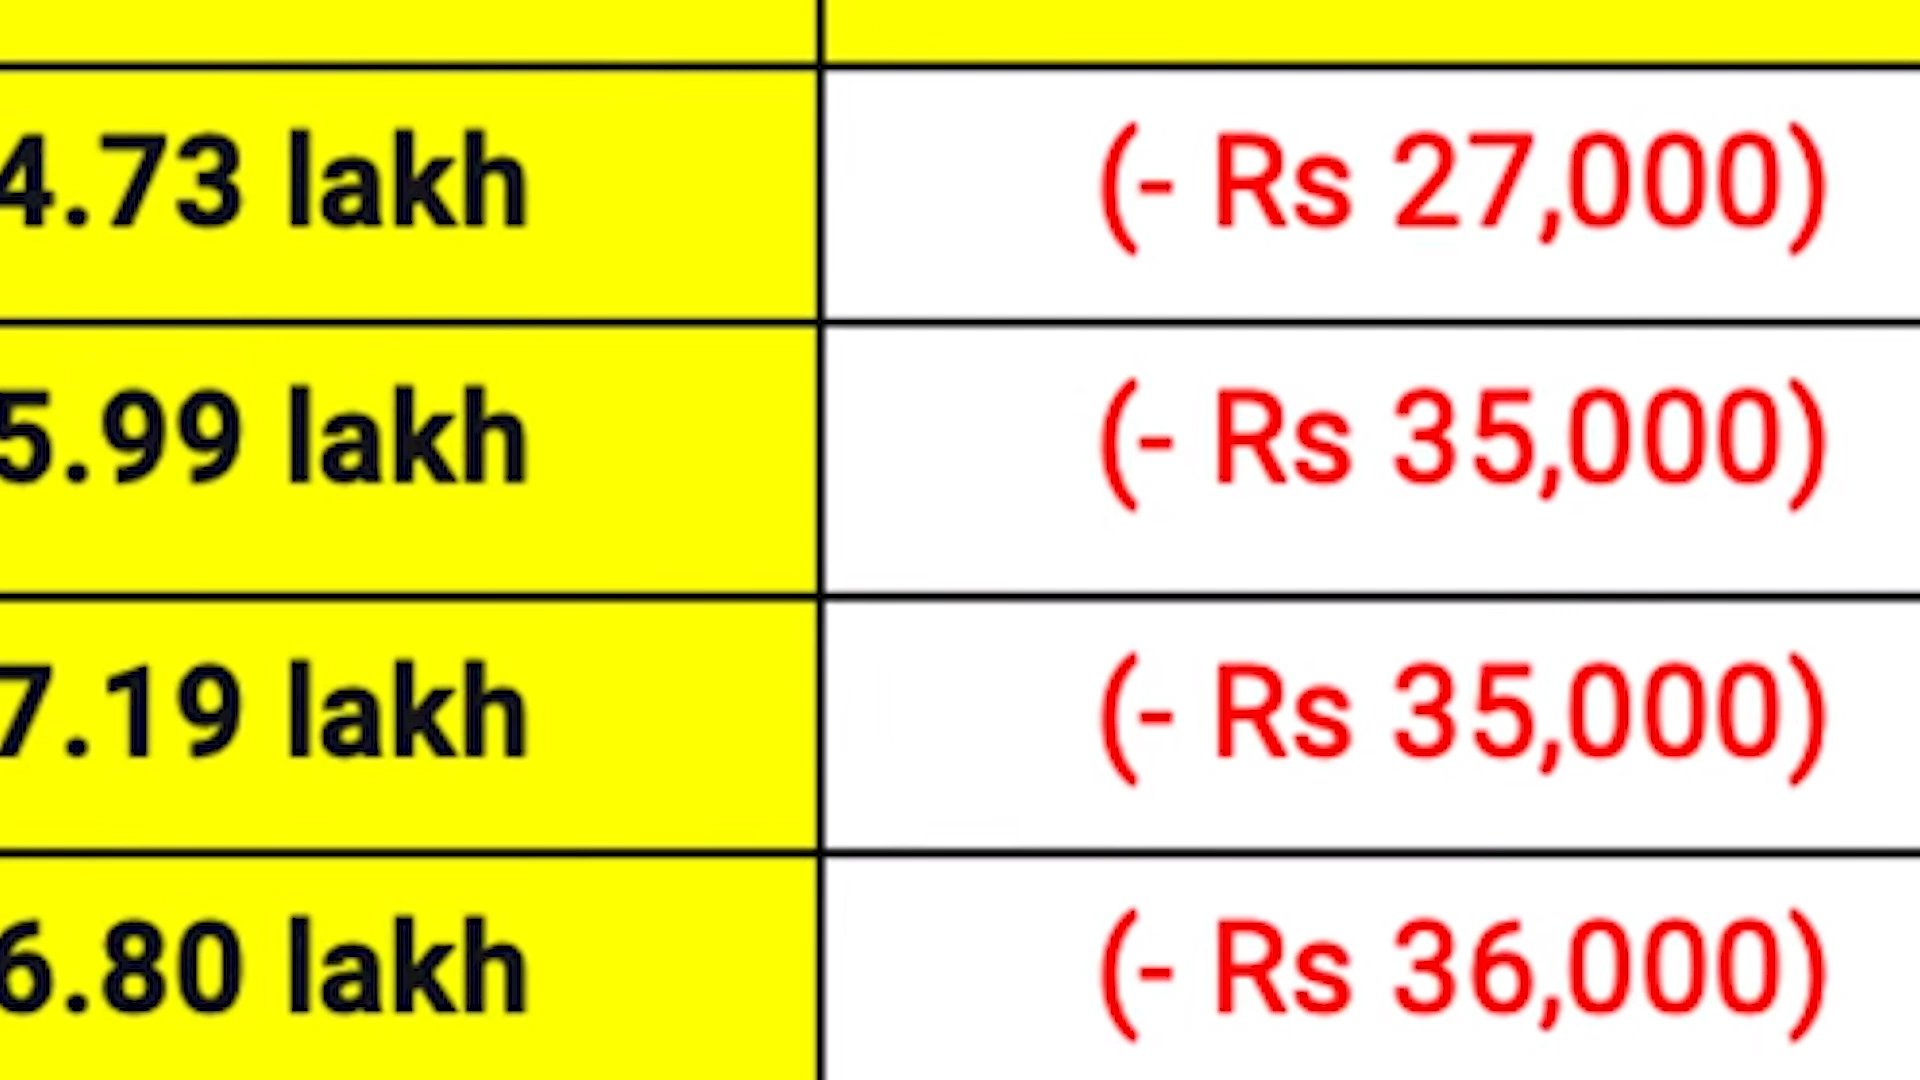 4.73 lakh (- Rs 27,000)
5.99 lakh (- Rs 35,000)
7.19 lakh (- Rs 35,000)
6.80 lakh (- Rs 36,000)